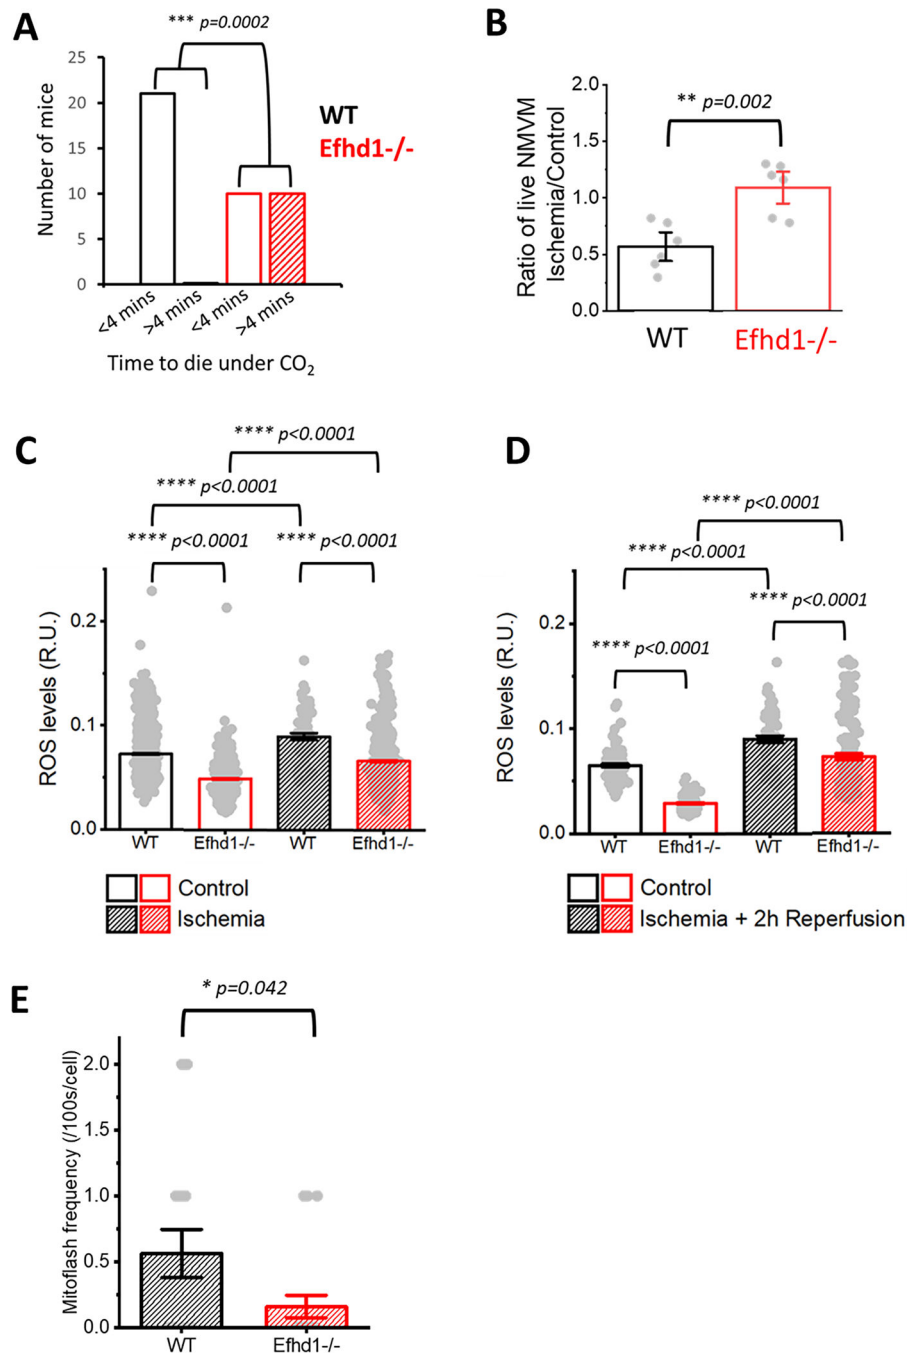 A
*** p=0.0002
Number of mice
25
20
15
10
5
0
WT
Efhd1-/-
<4 mins
>4 mins
<4 mins
>4 mins
Time to die under CO2
B
** p=0.002
Ratio of live NMVM
Ischemia/Control
2.0
1.5
1.0
0.5
0.0
WT
Efhd1-/-
C
**** p<0.0001
**** p<0.0001
**** p<0.0001
**** p<0.0001
ROS levels (R.U.)
0.2
0.1
0.0
WT
Efhd1-/-
WT
Efhd1-/-
Control
Ischemia
D
**** p<0.0001
**** p<0.0001
**** p<0.0001
**** p<0.0001
ROS levels (R.U.)
0.2
0.1
0.0
WT
Efhd1-/-
WT
Efhd1-/-
Control
Ischemia + 2h Reperfusion
E
* p=0.042
Mitoflash frequency (/100s/cell)
2.0
1.5
1.0
0.5
0.0
WT
Efhd1-/-